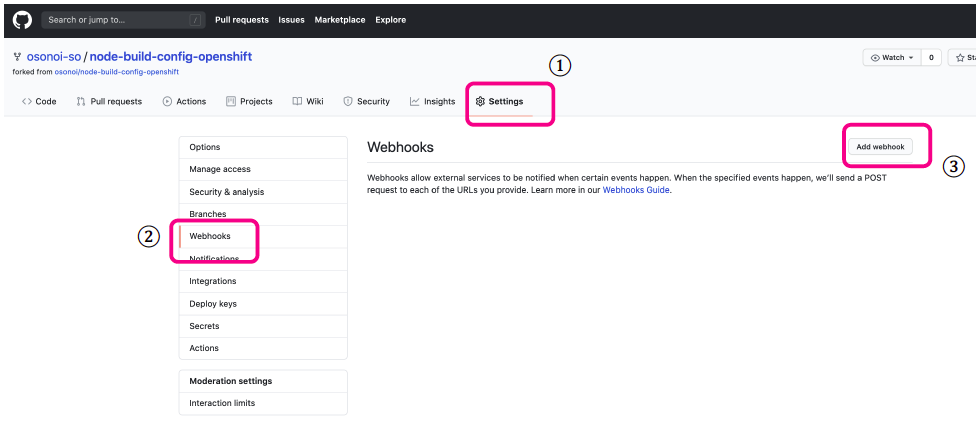 Search or jump to... /
Pull requests Issues Marketplace Explore
osonoi-so / node-build-config-openshift
forked from osonoi/node-build-config-openshift
Watch 0
①
Code Pull requests Actions Projects Wiki Security Insights Settings
Options
Manage access
Security & analysis
Branches
② Webhooks
Notifications
Integrations
Deploy keys
Secrets
Actions
Moderation settings
Interaction limits
Webhooks
Add webhook
③
Webhooks allow external services to be notified when certain events happen. When the specified events happen, we'll send a POST
request to each of the URLs you provide. Learn more in our Webhooks Guide.